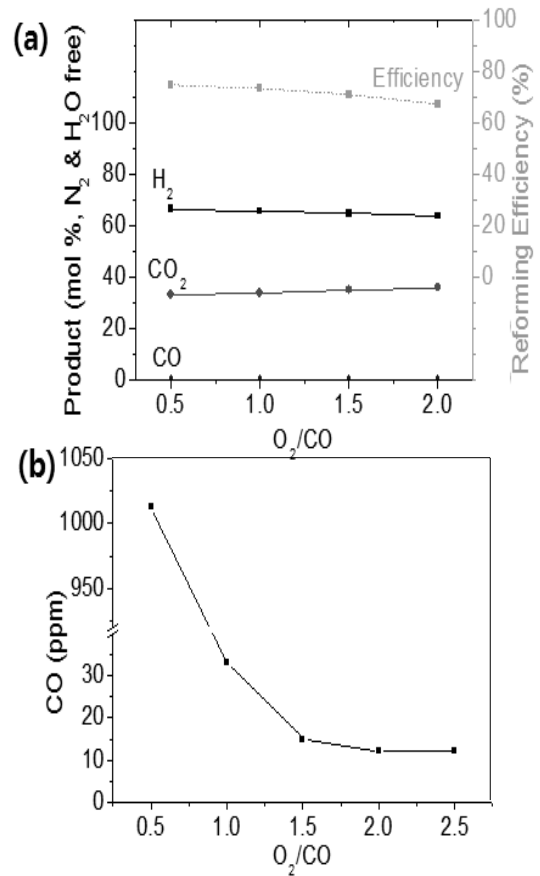 (a)
Product (mol %, N₂ & H₂O free)
100
80
60
40
20
0
Efficiency
H₂
CO₂
CO
100
80
60
40
20
0
Reforming Efficiency (%)
0.5 1.0 1.5 2.0
O₂/CO
(b)
CO (ppm)
1050
1000
950
30
20
10
0
0.5 1.0 1.5 2.0 2.5
O₂/CO